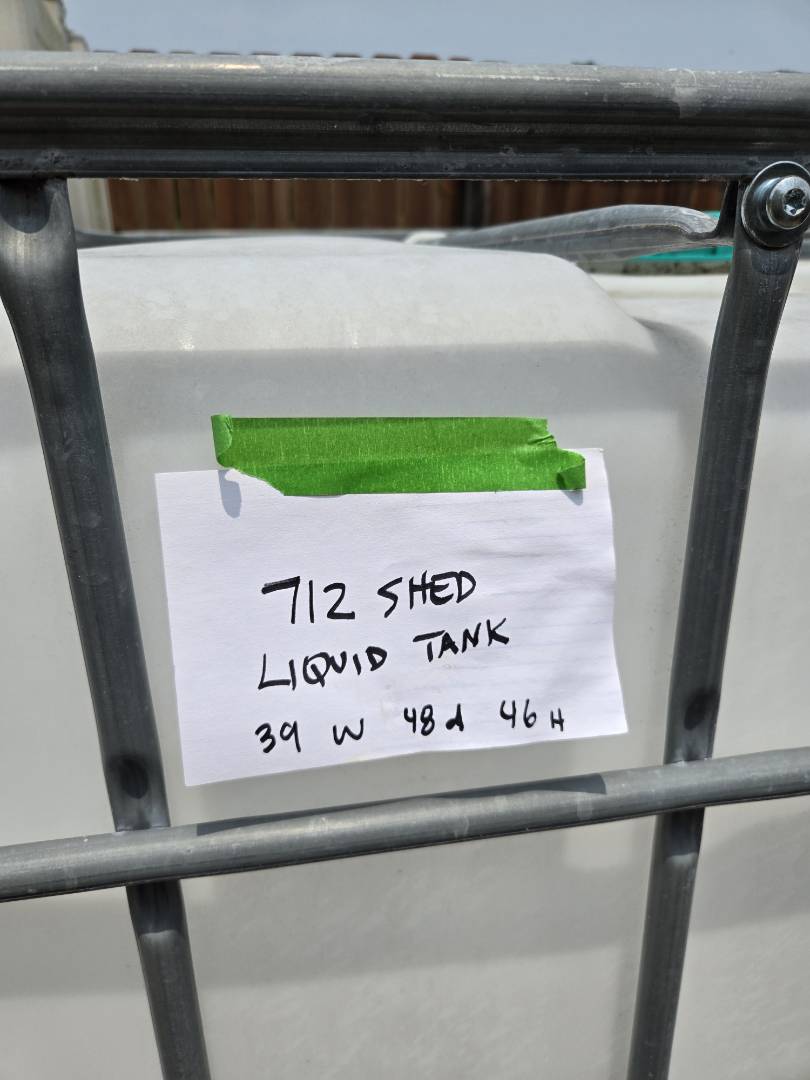 712 SHED
LIQUID TANK
39 W 48 d 46 H